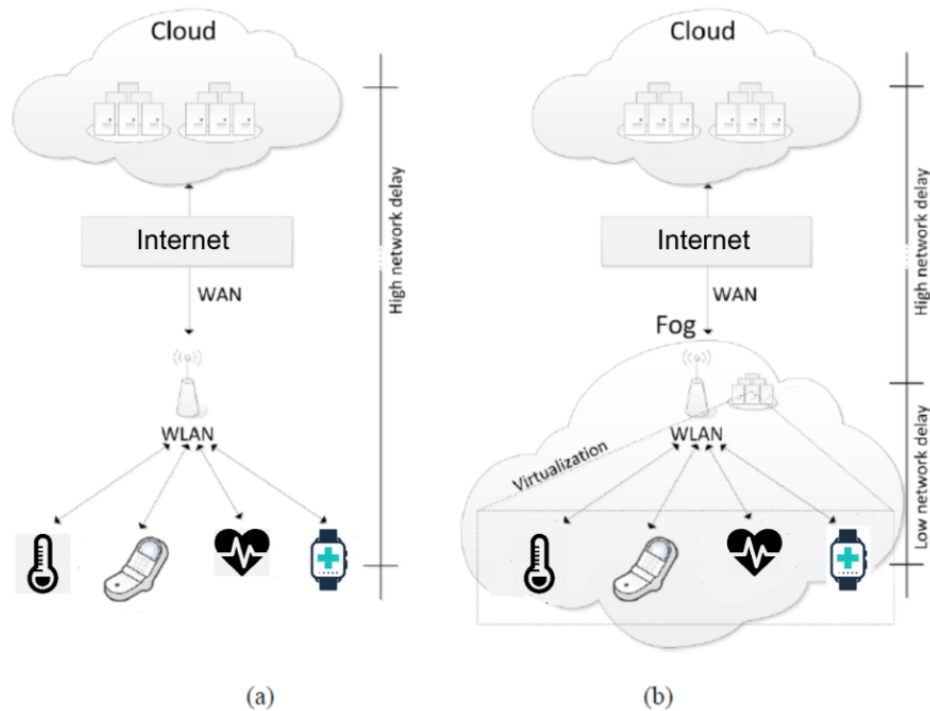 Cloud
High network delay
Internet
WAN
WLAN
(a)
Cloud
High network delay
Internet
WAN
Fog
WLAN
Virtualization
Low network delay
(b)